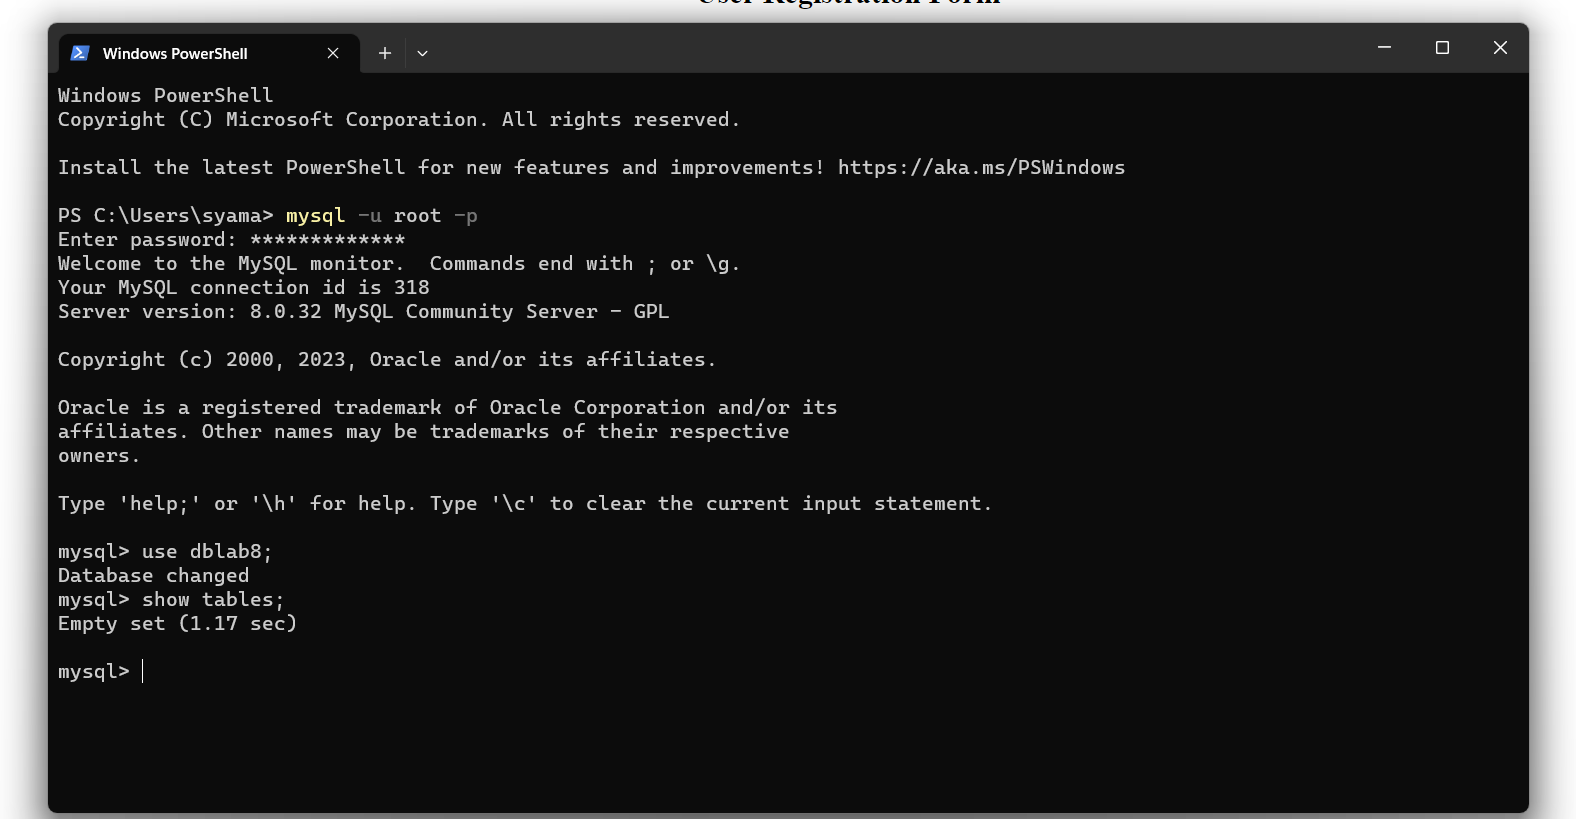 User Registration Form
Windows PowerShell
Windows PowerShell
Copyright (C) Microsoft Corporation. All rights reserved.
Install the latest PowerShell for new features and improvements! https://aka.ms/PSWindows
PS C:\Users\syama> mysql -u root -p
Enter password: *************
Welcome to the MySQL monitor.  Commands end with ; or \g.
Your MySQL connection id is 318
Server version: 8.0.32 MySQL Community Server - GPL
Copyright (c) 2000, 2023, Oracle and/or its affiliates.
Oracle is a registered trademark of Oracle Corporation and/or its
affiliates. Other names may be trademarks of their respective
owners.
Type 'help;' or '\h' for help. Type '\c' to clear the current input statement.
mysql> use dblab8;
Database changed
mysql> show tables;
Empty set (1.17 sec)
mysql>